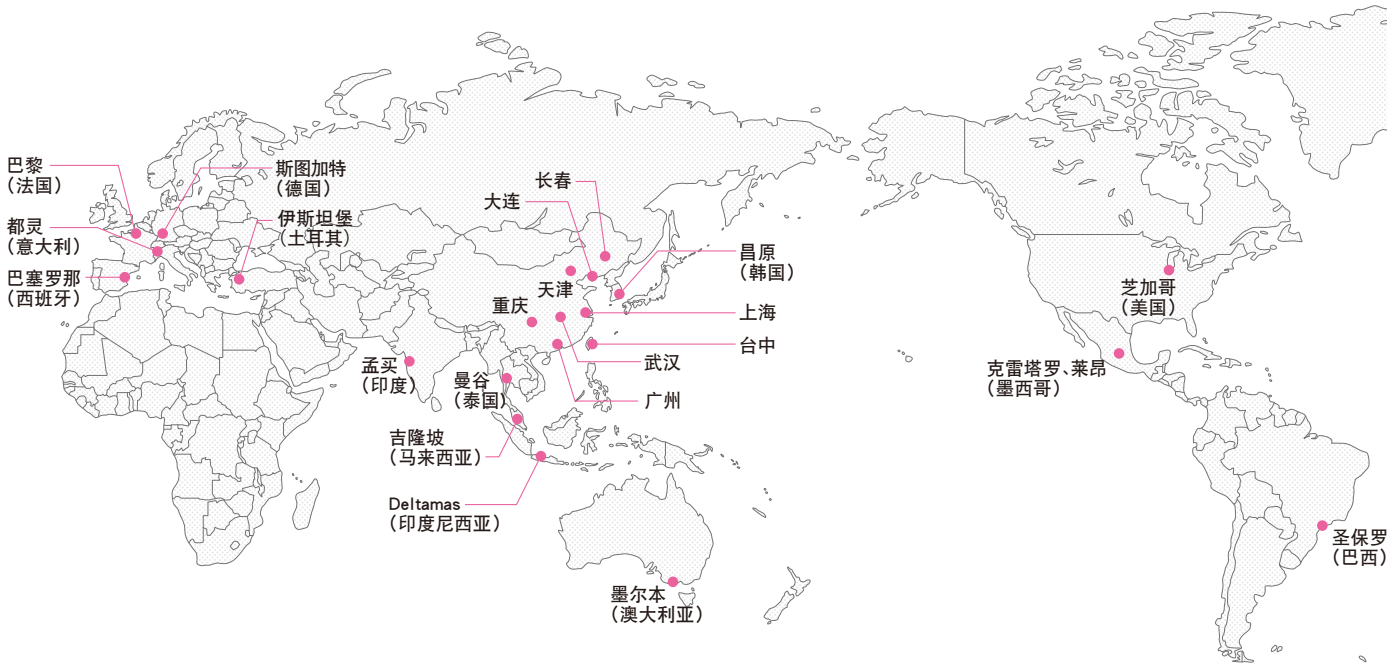 巴黎
（法国）
斯图加特
（德国）
都灵
（意大利）
伊斯坦堡
（土耳其）
巴塞罗那
（西班牙）
长春
大连
昌原
（韩国）
天津
重庆
上海
台中
武汉
广州
孟买
（印度）
曼谷
（泰国）
吉隆坡
（马来西亚）
Deltamas
（印度尼西亚）
墨尔本
（澳大利亚）
芝加哥
（美国）
克雷塔罗、莱昂
（墨西哥）
圣保罗
（巴西）